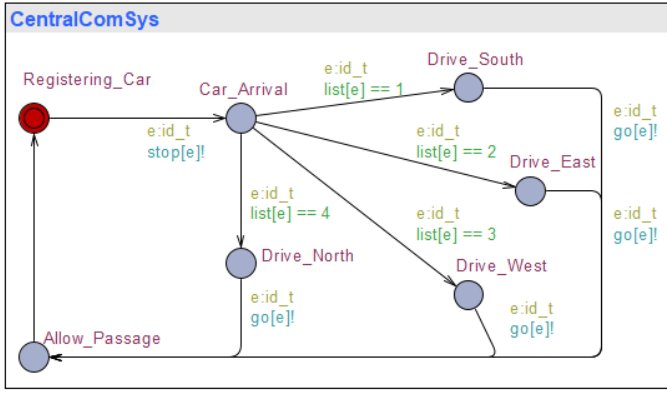 CentralComSys
Registering_Car
Car_Arrival
Drive_South
e:id_t
list[e] == 1
e:id_t
stop[e]!
e:id_t
list[e] == 2
Drive_East
e:id_t
go[e]!
e:id_t
list[e] == 4
e:id_t
list[e] == 3
e:id_t
go[e]!
Drive_North
Drive_West
e:id_t
go[e]!
e:id_t
go[e]!
Allow_Passage